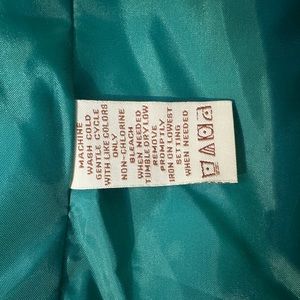 MACHINE
WASH COLD
GENTLE CYCLE
WITH LIKE COLORS
ONLY
NON-CHLORINE
BLEACH
WHEN NEEDED
TUMBLE DRY LOW
REMOVE
PROMPTLY
IRON ON LOWEST
SETTING
WHEN NEEDED